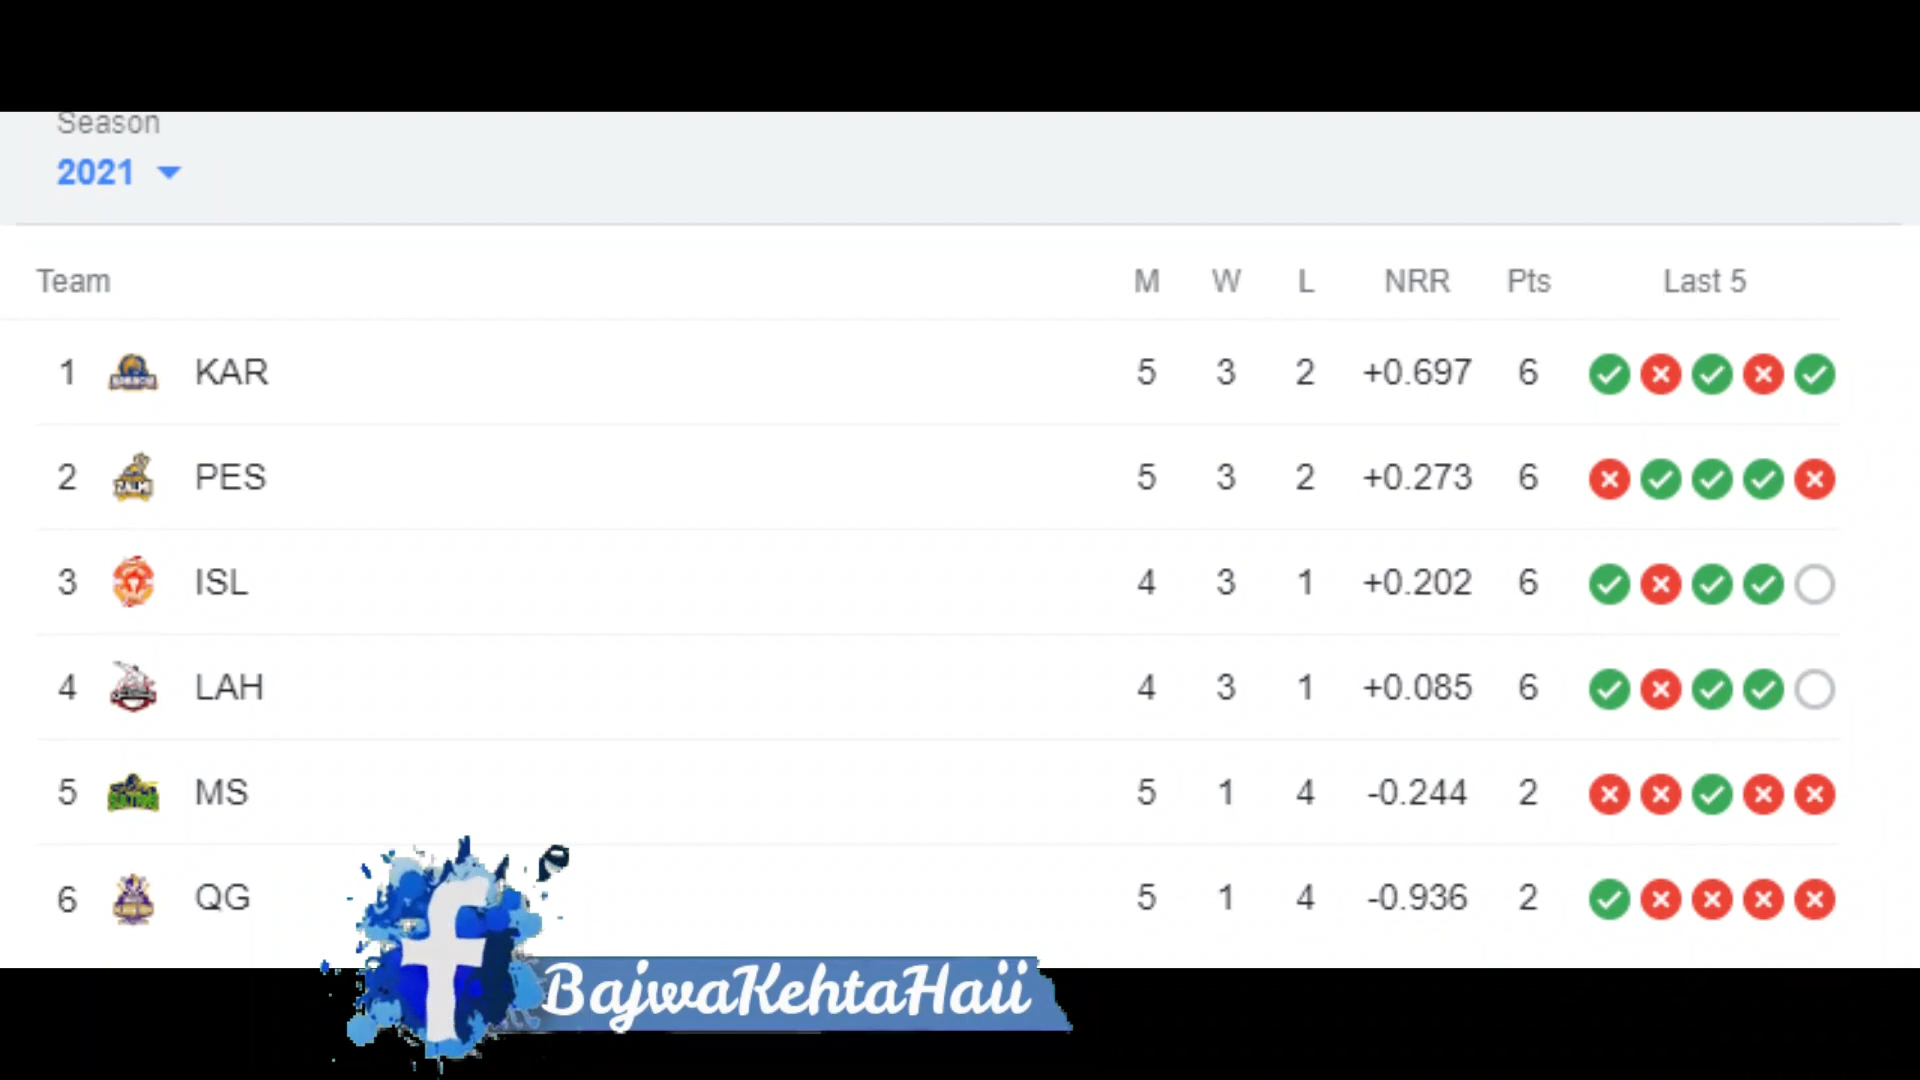 Season
2021
Team M W L NRR Pts Last 5
1 KAR 5 3 2 +0.697 6
2 ZALMI PES 5 3 2 +0.273 6
3 ISL 4 3 1 +0.202 6
4 LAH 4 3 1 +0.085 6
5 MS 5 1 4 -0.244 2
6 QG 5 1 4 -0.936 2
f BajwaKehtaHaii